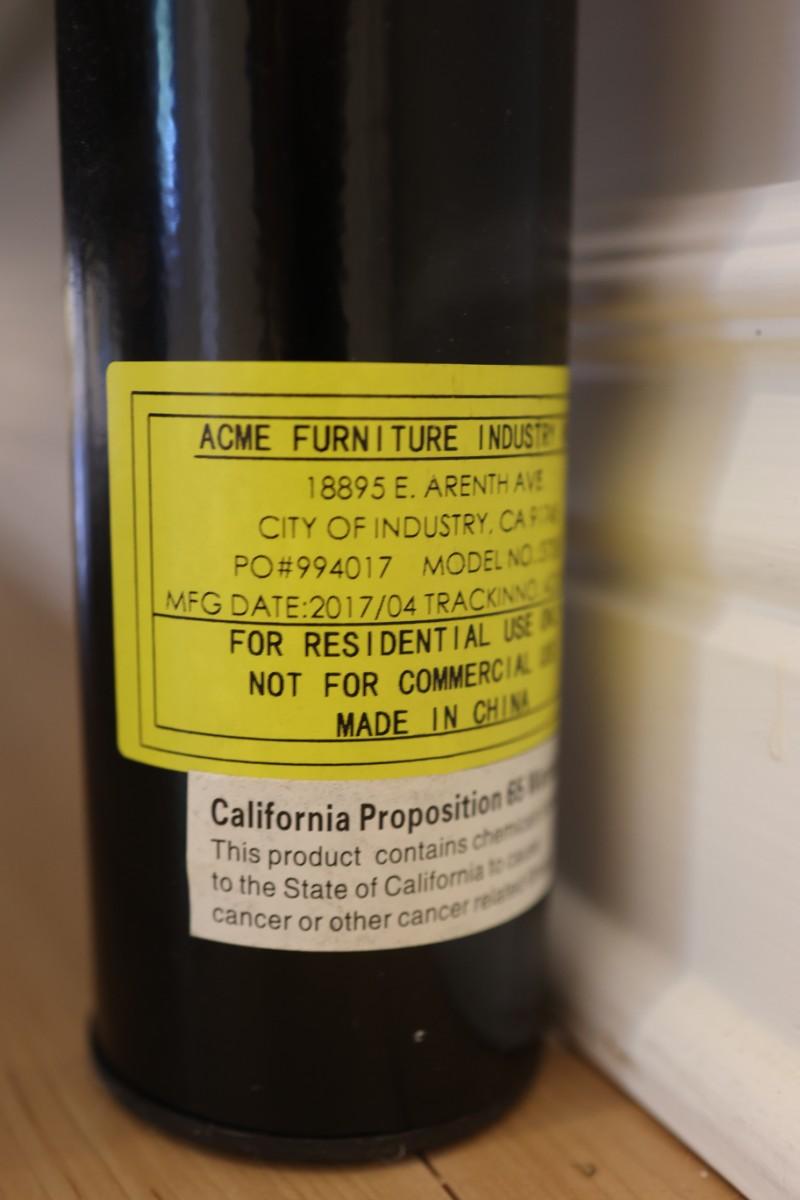 ACME FURNITURE INDUSTRY
18895 E. ARENTH AVE
CITY OF INDUSTRY, CA
PO#994017 MODEL NO.:
MFG DATE:2017/04 TRACKINNO.
FOR RESIDENTIAL USE
NOT FOR COMMERCIAL
MADE IN CHINA
California Proposition 65
This product contains
to the State of California to
cancer or other cancer